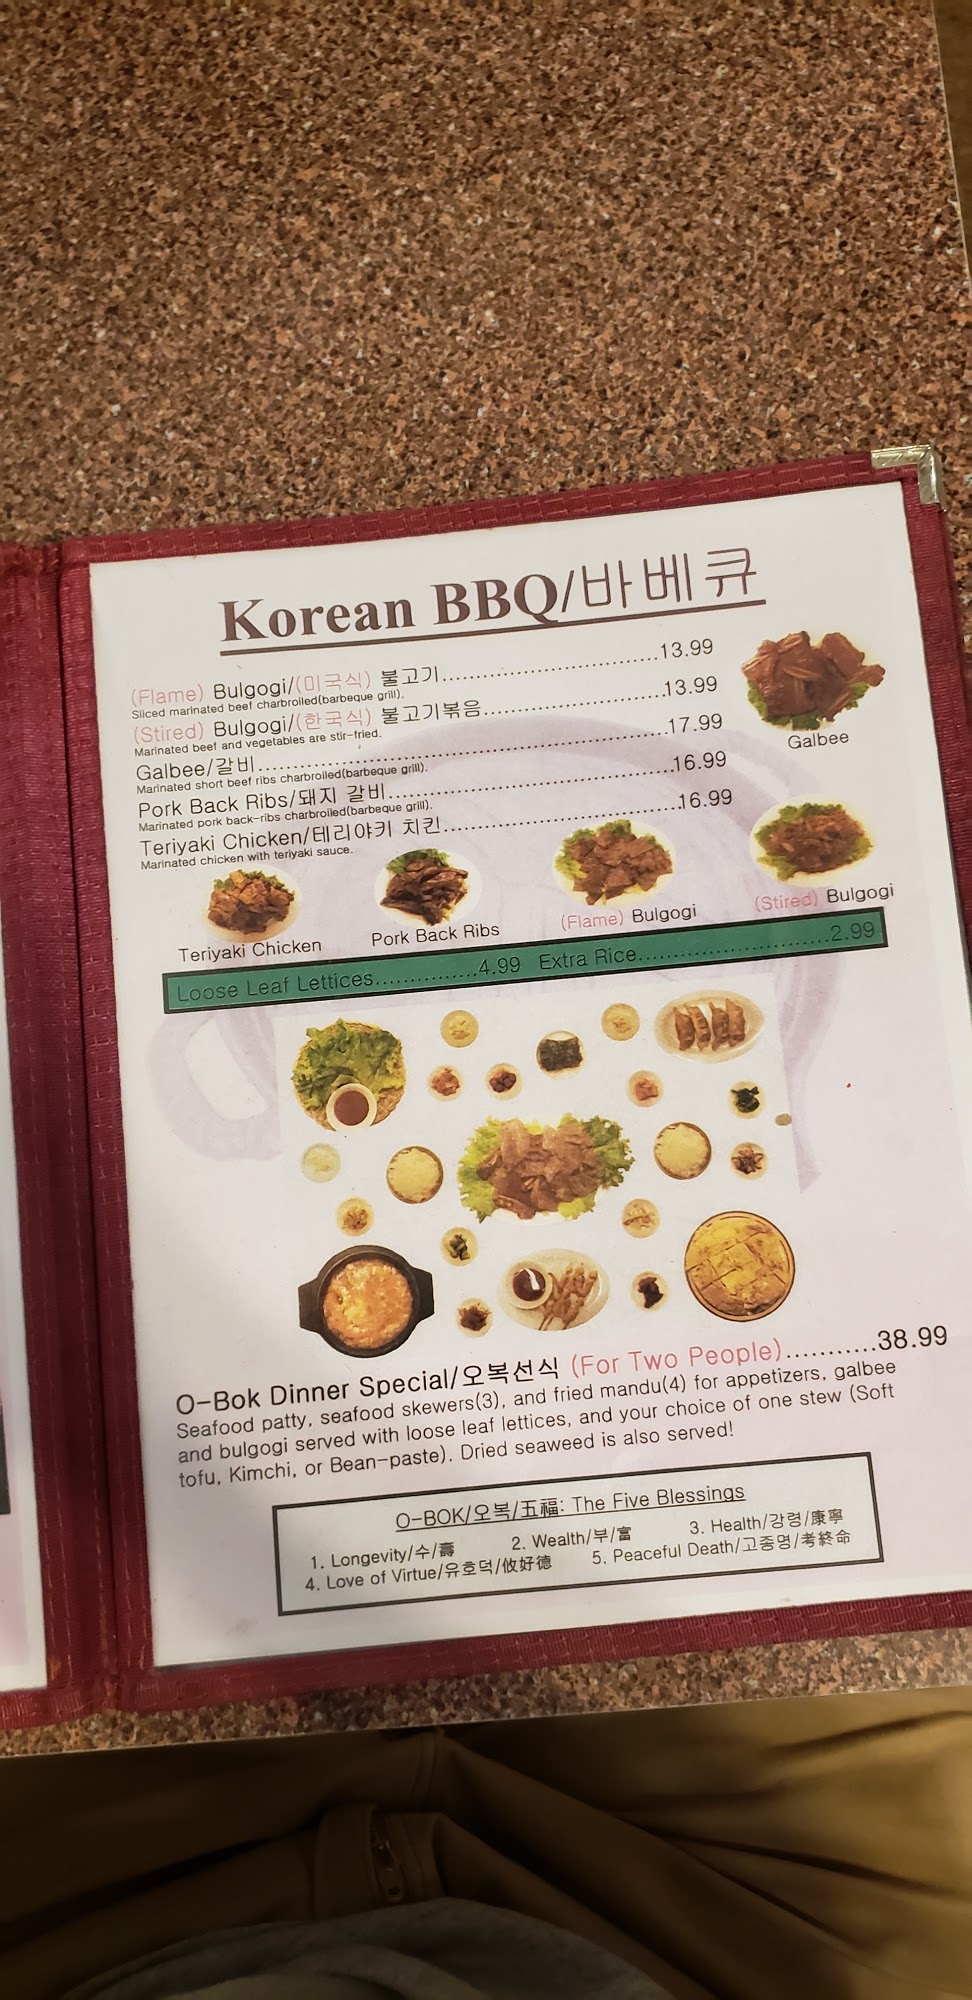 Korean BBQ/바베큐
(Flame) Bulgogi/(미국식) 불고기..............................13.99
Sliced marinated beef charbroiled(barbeque grill).
(Stired) Bulgogi/(한국식) 불고기볶음.........................13.99
Marinated beef and vegetables are stir-fried.
Galbee/갈비.........................................................17.99
Marinated short beef ribs charbroiled(barbeque grill).
Pork Back Ribs/돼지 갈비.......................................16.99
Marinated pork back-ribs charbroiled(barbeque grill).
Teriyaki Chicken/테리야키 치킨................................16.99
Marinated chicken with teriyaki sauce.
Galbee
Teriyaki Chicken
Pork Back Ribs
(Flame) Bulgogi
(Stired) Bulgogi
Loose Leaf Lettices.............4.99 Extra Rice.........................2.99
O-Bok Dinner Special/오복선식 (For Two People)...........38.99
Seafood patty, seafood skewers(3), and fried mandu(4) for appetizers, galbee
and bulgogi served with loose leaf lettices, and your choice of one stew (Soft
tofu, Kimchi, or Bean-paste). Dried seaweed is also served!
O-BOK/오복/五福: The Five Blessings
1. Longevity/수/壽 2. Wealth/부/富 3. Health/강령/康寧
4. Love of Virtue/유호덕/攸好德 5. Peaceful Death/고종명/考終命